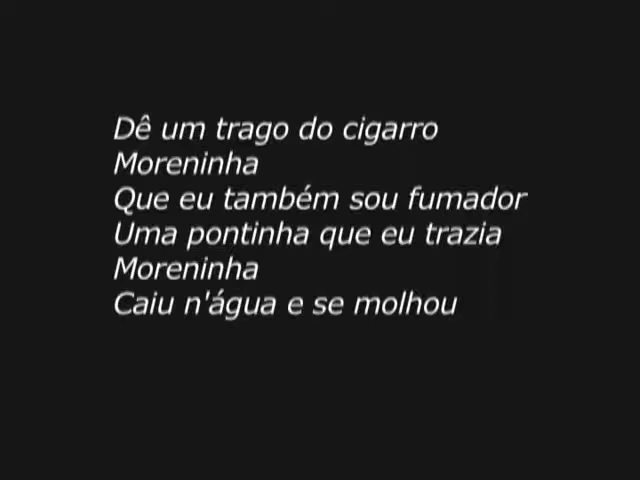 Dê um trago do cigarro
Moreninha
Que eu também sou fumador
Uma pontinha que eu trazia
Moreninha
Caiu n'água e se molhou